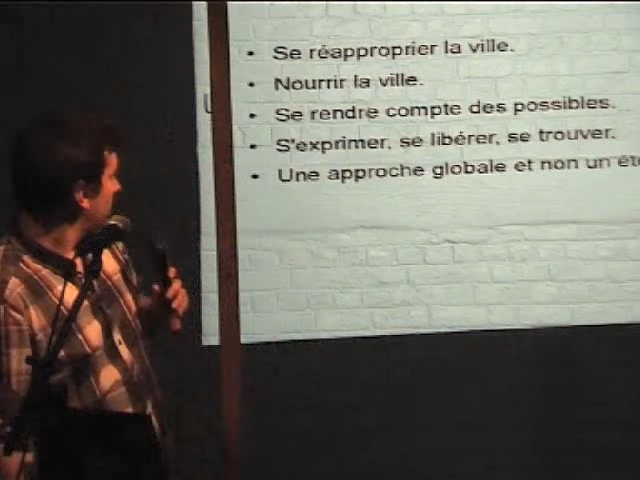 • Se réapproprier la ville.
• Nourrir la ville.
• Se rendre compte des possibles.
• S'exprimer, se libérer, se trouver.
• Une approche globale et non un